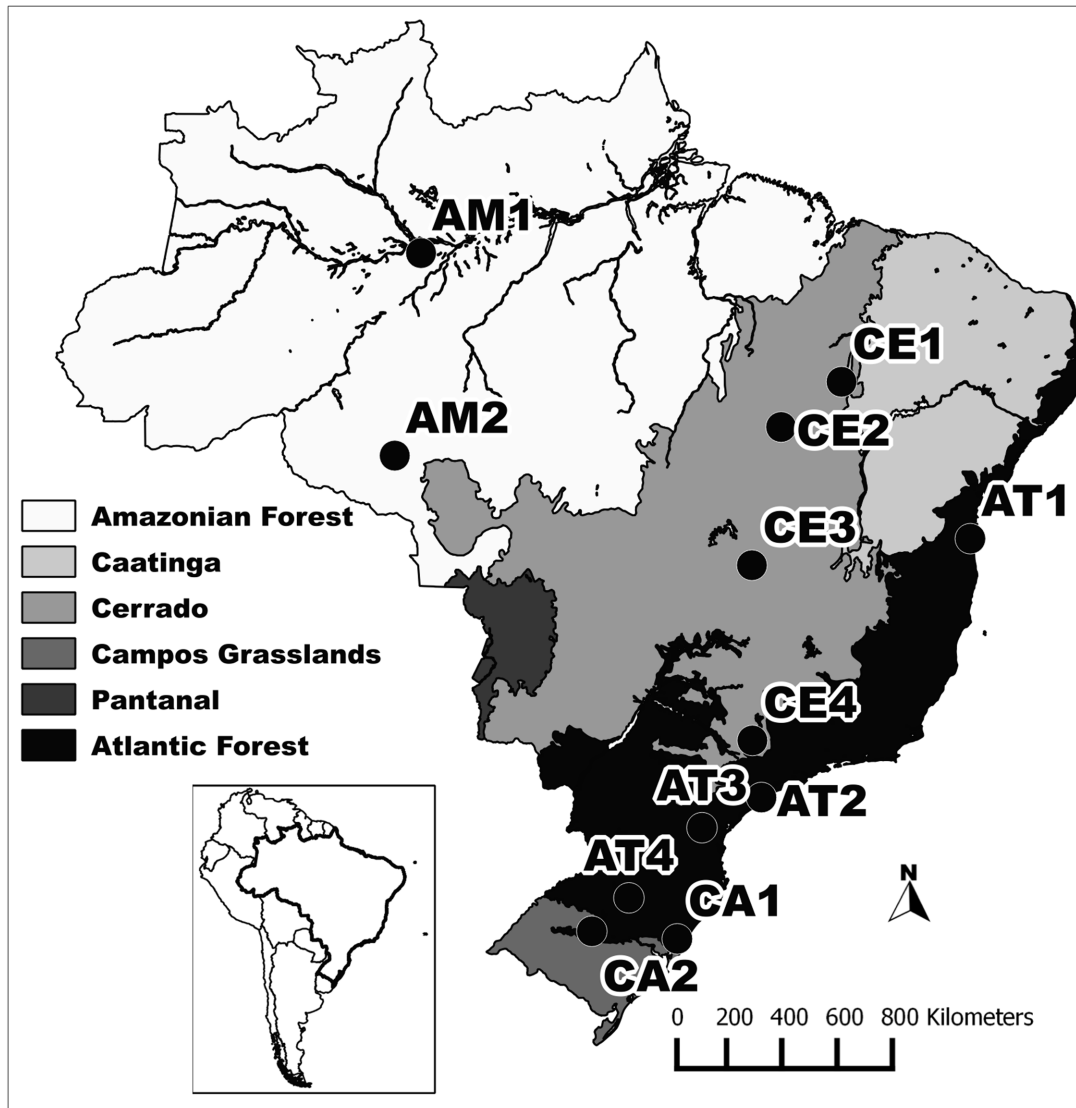 AM1
CE1
AM2
CE2
AT1
CE3
Amazonian Forest
Caatinga
Cerrado
Campos Grasslands
Pantanal
Atlantic Forest
CE4
AT3
AT2
AT4
N
CA1
CA2
0 200 400 600 800 Kilometers